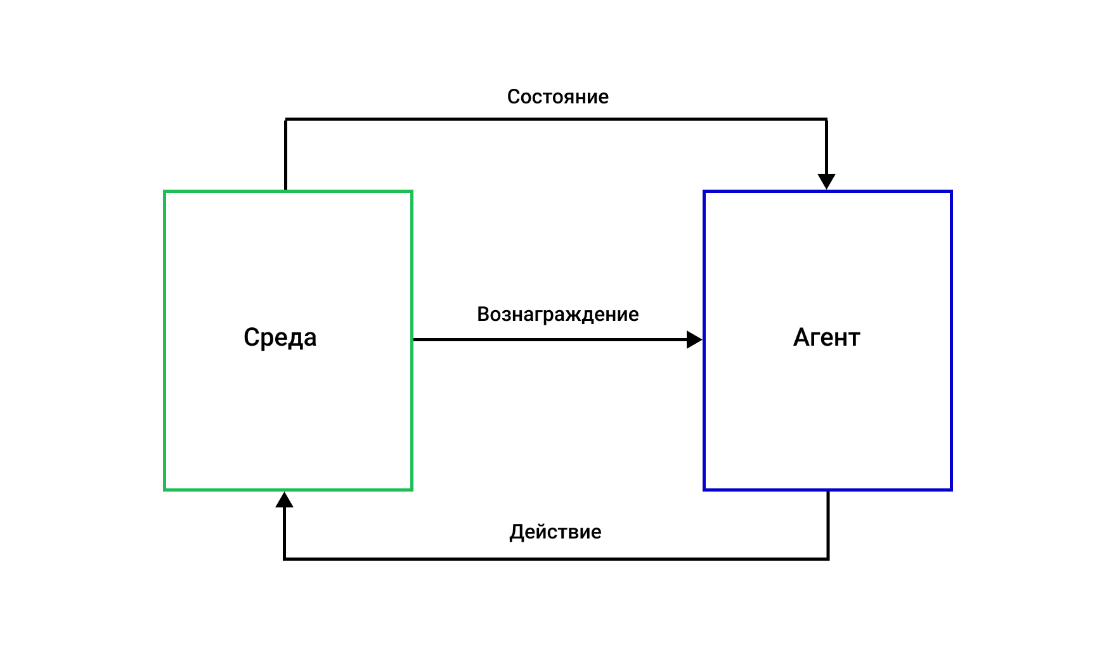 Состояние
Вознаграждение
Среда
Агент
Действие